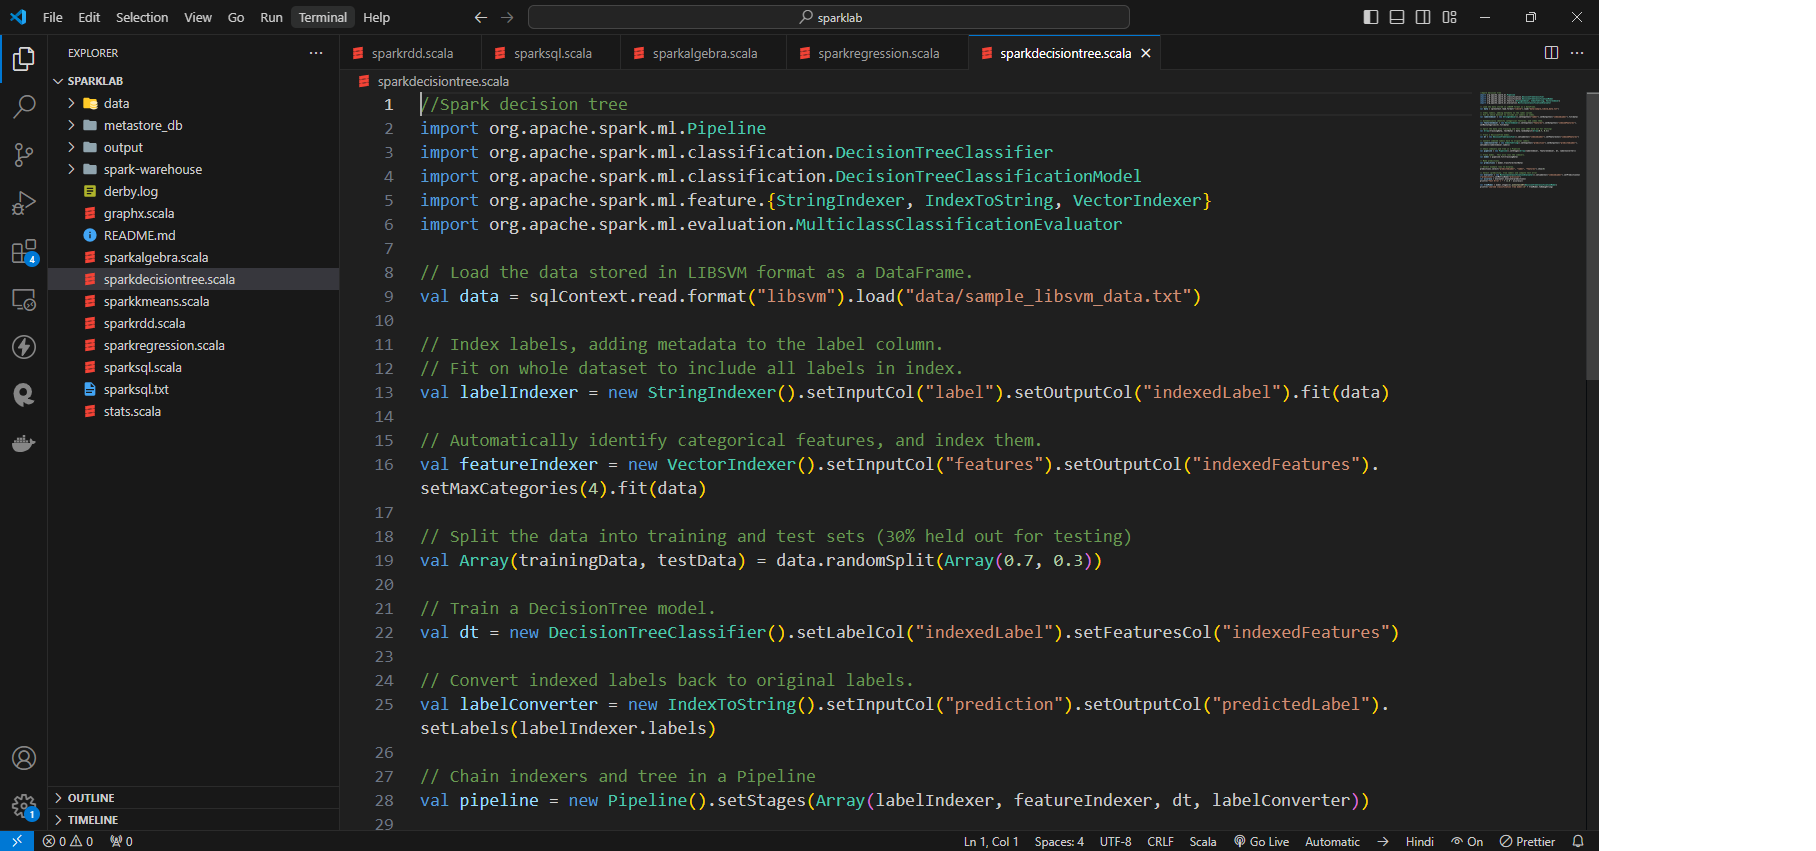 File Edit Selection View Go Run Terminal Help
sparklab
EXPLORER
SPARKLAB
data
metastore_db
output
spark-warehouse
derby.log
graphx.scala
README.md
sparkalgebra.scala
sparkdecisiontree.scala
sparkkmeans.scala
sparkrdd.scala
sparkregression.scala
sparksql.scala
sparksql.txt
stats.scala
OUTLINE
TIMELINE
4
1
sparkrdd.scala sparksql.scala sparkalgebra.scala sparkregression.scala sparkdecisiontree.scala
sparkdecisiontree.scala
1 //Spark decision tree
2 import org.apache.spark.ml.Pipeline
3 import org.apache.spark.ml.classification.DecisionTreeClassifier
4 import org.apache.spark.ml.classification.DecisionTreeClassificationModel
5 import org.apache.spark.ml.feature.{StringIndexer, IndexToString, VectorIndexer}
6 import org.apache.spark.ml.evaluation.MulticlassClassificationEvaluator
7
8 // Load the data stored in LIBSVM format as a DataFrame.
9 val data = sqlContext.read.format("libsvm").load("data/sample_libsvm_data.txt")
10
11 // Index labels, adding metadata to the label column.
12 // Fit on whole dataset to include all labels in index.
13 val labelIndexer = new StringIndexer().setInputCol("label").setOutputCol("indexedLabel").fit(data)
14
15 // Automatically identify categorical features, and index them.
16 val featureIndexer = new VectorIndexer().setInputCol("features").setOutputCol("indexedFeatures").
setMaxCategories(4).fit(data)
17
18 // Split the data into training and test sets (30% held out for testing)
19 val Array(trainingData, testData) = data.randomSplit(Array(0.7, 0.3))
20
21 // Train a DecisionTree model.
22 val dt = new DecisionTreeClassifier().setLabelCol("indexedLabel").setFeaturesCol("indexedFeatures")
23
24 // Convert indexed labels back to original labels.
25 val labelConverter = new IndexToString().setInputCol("prediction").setOutputCol("predictedLabel").
setLabels(labelIndexer.labels)
26
27 // Chain indexers and tree in a Pipeline
28 val pipeline = new Pipeline().setStages(Array(labelIndexer, featureIndexer, dt, labelConverter))
29
0 0 0 Ln 1, Col 1 Spaces: 4 UTF-8 CRLF Scala Go Live Automatic Hindi On Prettier